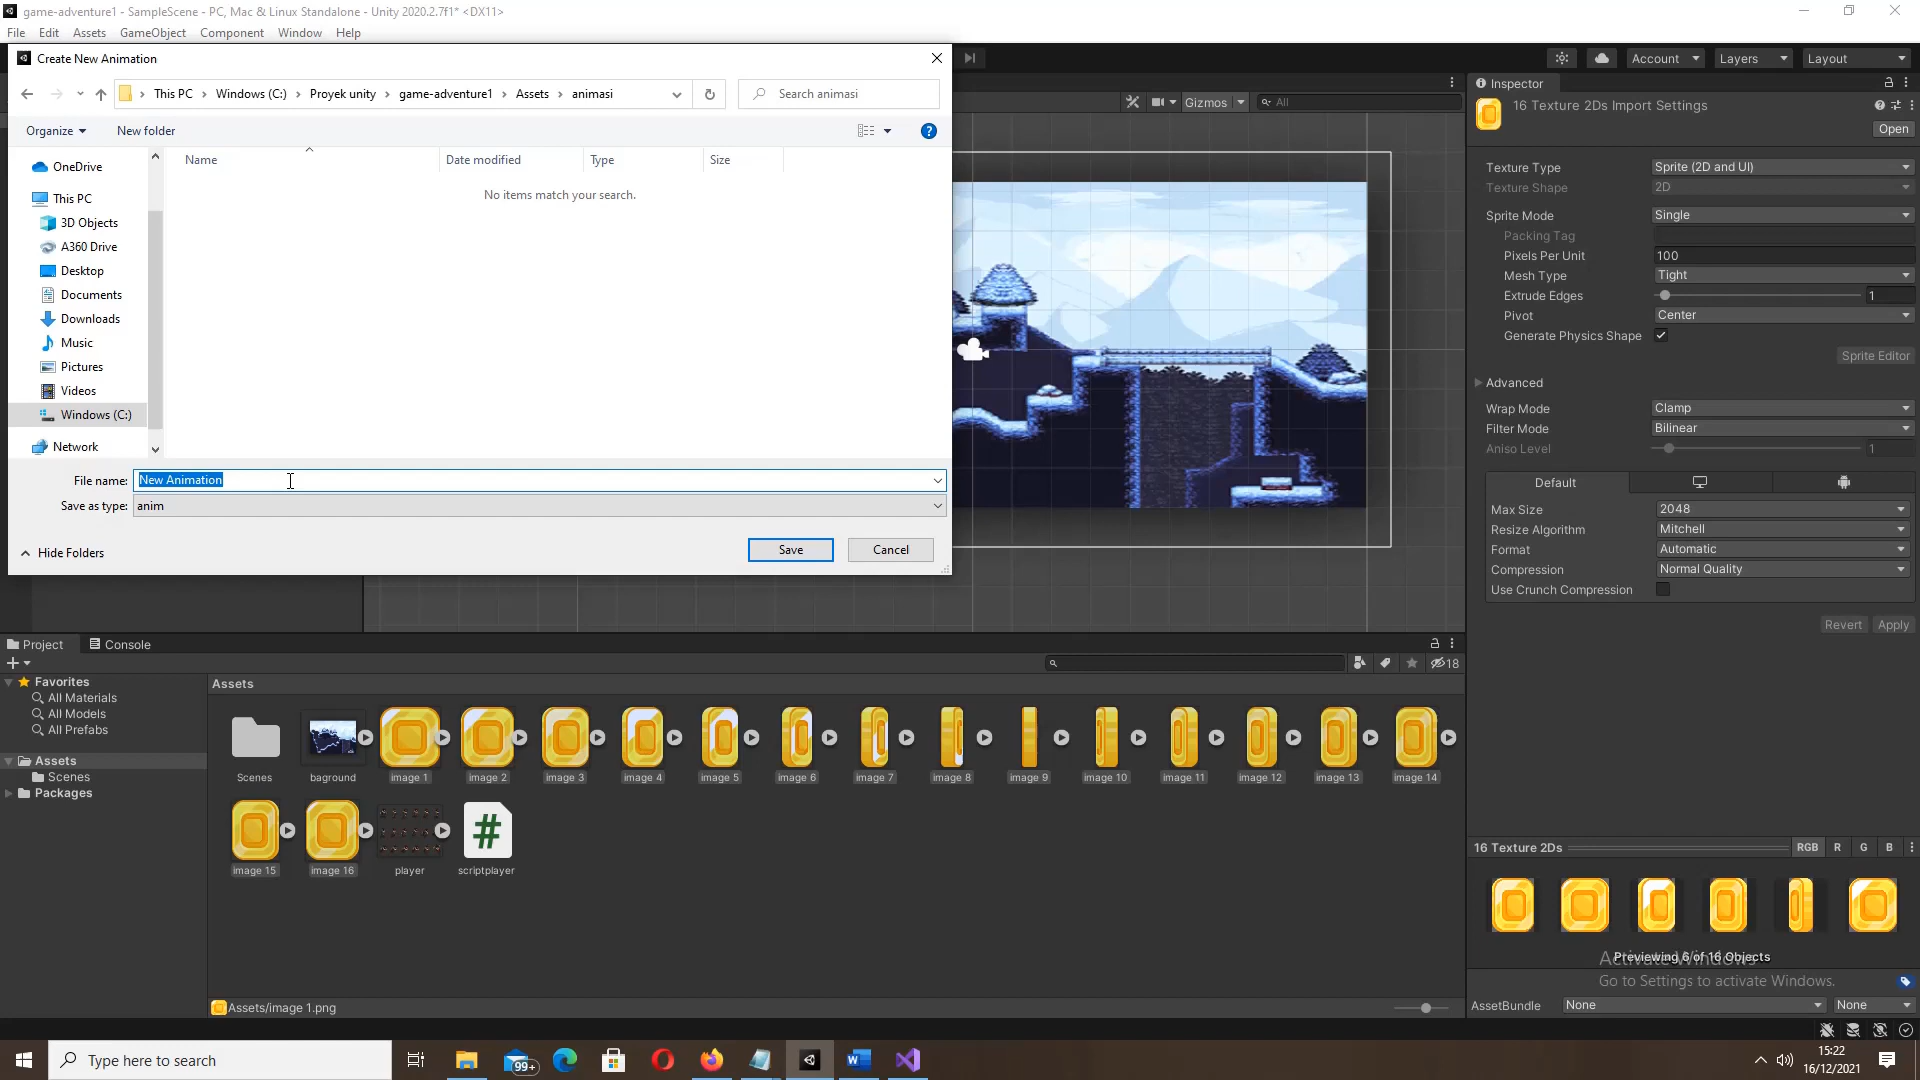 game-adventure1 - SampleScene - PC, Mac & Linux Standalone - Unity 2020.2.7f1* <DX11>
File Edit Assets GameObject Component Window Help
Create New Animation
Account Layers Layout
This PC > Windows (C:) > Proyek unity > game-adventure1 > Assets > animasi
Search animasi
Gizmos All
Organize New folder
Name Date modified Type Size
No items match your search.
OneDrive
This PC
3D Objects
A360 Drive
Desktop
Documents
Downloads
Music
Pictures
Videos
Windows (C:)
Network
File name: New Animation
Save as type: anim
Hide Folders
Save Cancel
Inspector
16 Texture 2Ds Import Settings
Open
Texture Type Sprite (2D and UI)
Texture Shape 2D
Sprite Mode Single
Packing Tag
Pixels Per Unit 100
Mesh Type Tight
Extrude Edges 1
Pivot Center
Generate Physics Shape
Sprite Editor
Advanced
Wrap Mode Clamp
Filter Mode Bilinear
Aniso Level 1
Default
Max Size 2048
Resize Algorithm Mitchell
Format Automatic
Compression Normal Quality
Use Crunch Compression
Revert Apply
Project Console
18
Favorites
All Materials
All Models
All Prefabs
Assets
Scenes
Packages
Assets
Scenes baground image 1 image 2 image 3 image 4 image 5 image 6 image 7 image 8 image 9 image 10 image 11 image 12 image 13 image 14
#
image 15 image 16 player scriptplayer
Assets/image 1.png
16 Texture 2Ds RGB R G B
Previewing 6 of 16 Objects
Activate Windows
Go to Settings to activate Windows.
AssetBundle None None
Type here to search
99+
15:22
16/12/2021